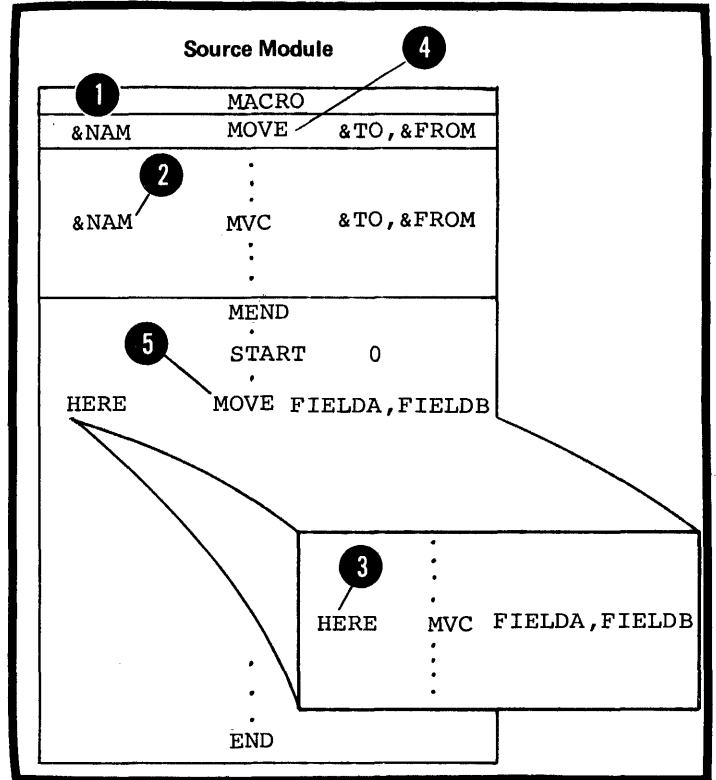 Source Module 4
1 MACRO
&NAM MOVE &TO,&FROM
2
&NAM MVC &TO,&FROM
MEND
5 START 0
HERE MOVE FIELDA,FIELDB
3
HERE MVC FIELDA,FIELDB
END